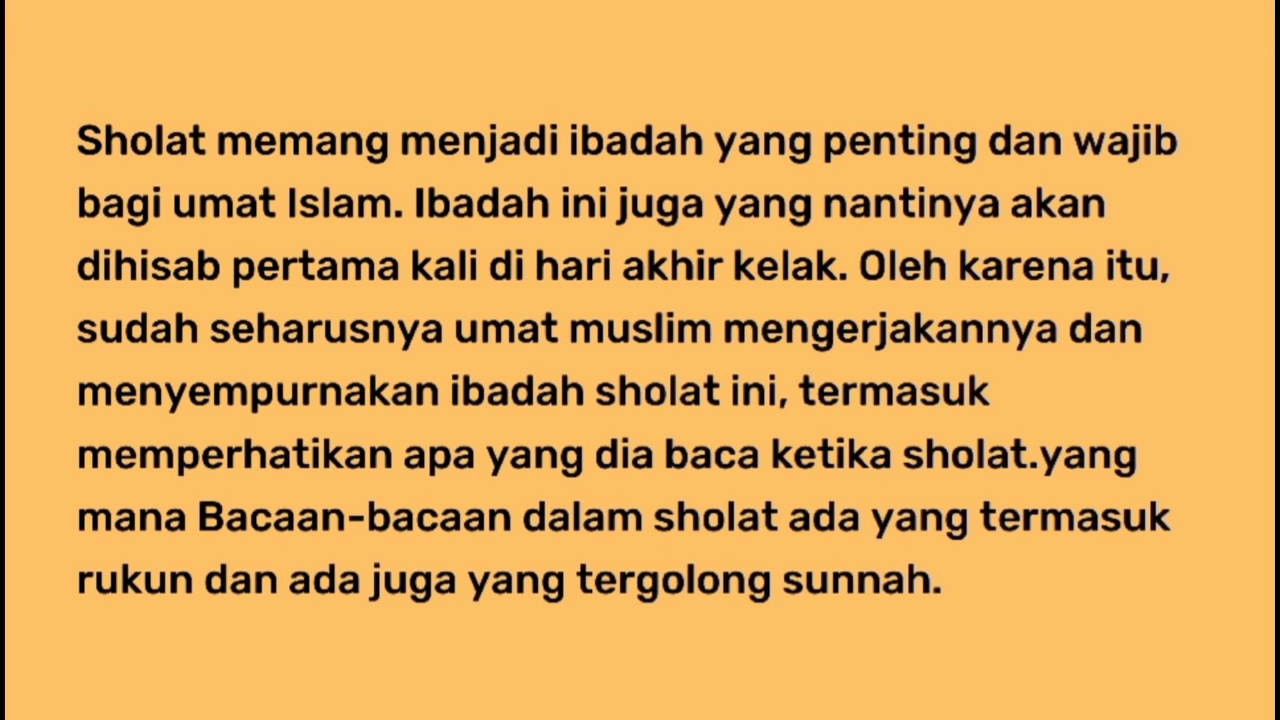 Sholat memang menjadi ibadah yang penting dan wajib
bagi umat Islam. Ibadah ini juga yang nantinya akan
dihisab pertama kali di hari akhir kelak. Oleh karena itu,
sudah seharusnya umat muslim mengerjakannya dan
menyempurnakan ibadah sholat ini, termasuk
memperhatikan apa yang dia baca ketika sholat.yang
mana Bacaan-bacaan dalam sholat ada yang termasuk
rukun dan ada juga yang tergolong sunnah.